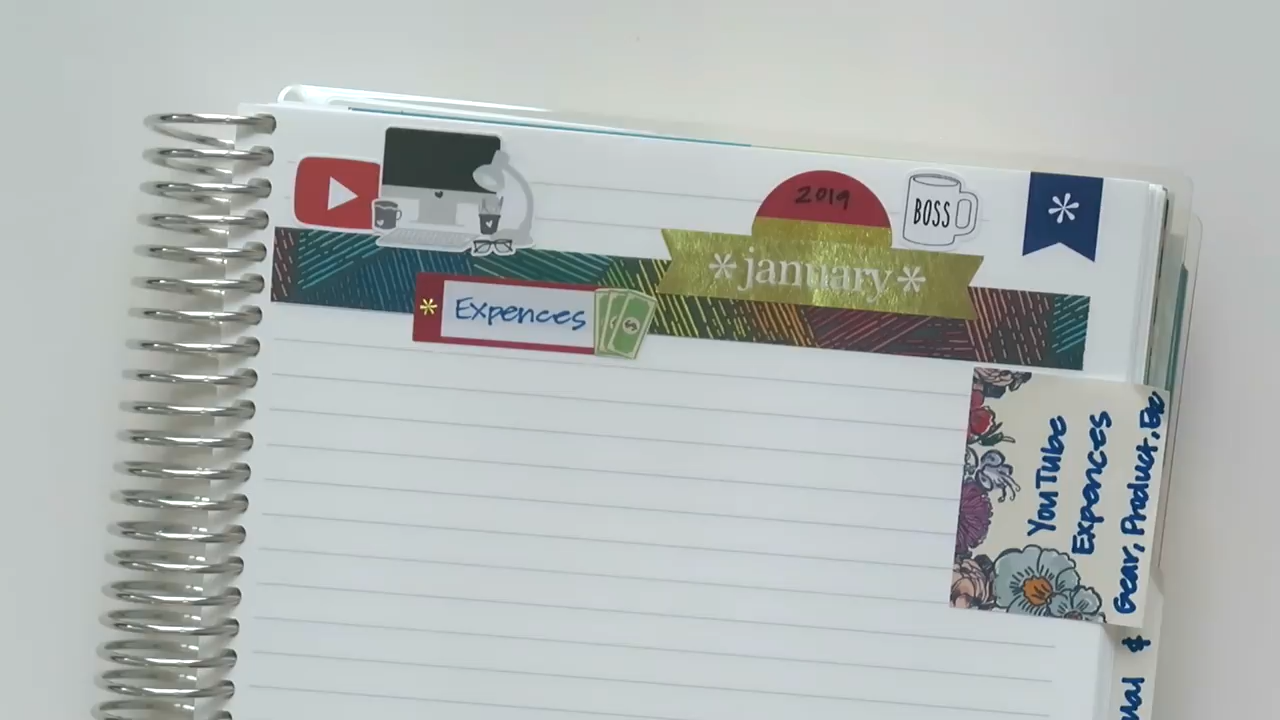 2019
BOSS
*january*
* Expences
YouTube
Expences
Gear, Product, Etc
&